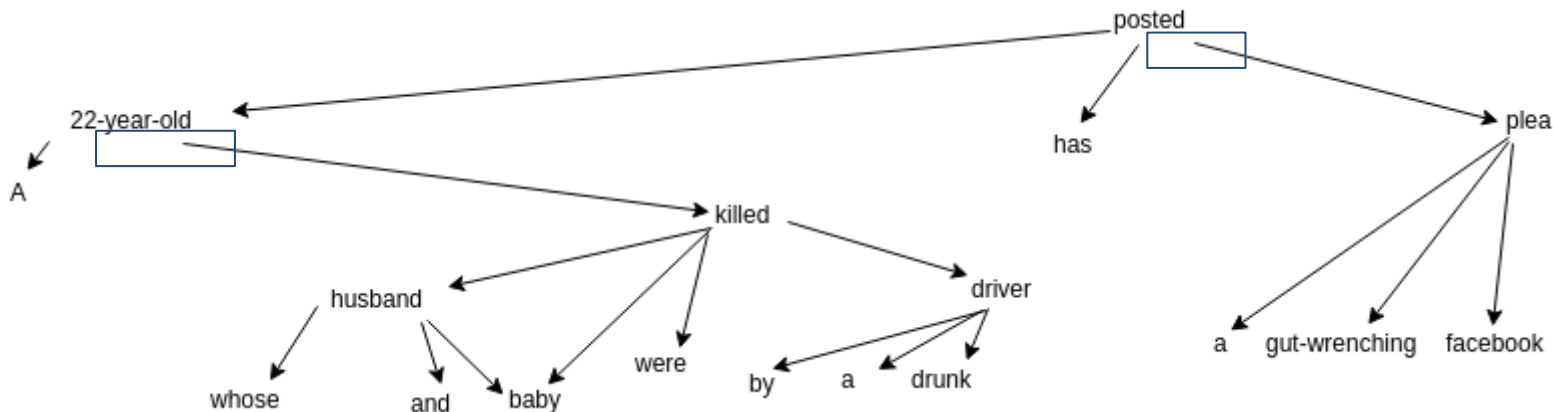 posted
22-year-old
plea
has
A
killed
driver
husband
a gut-wrenching facebook
were
by a drunk
whose and baby